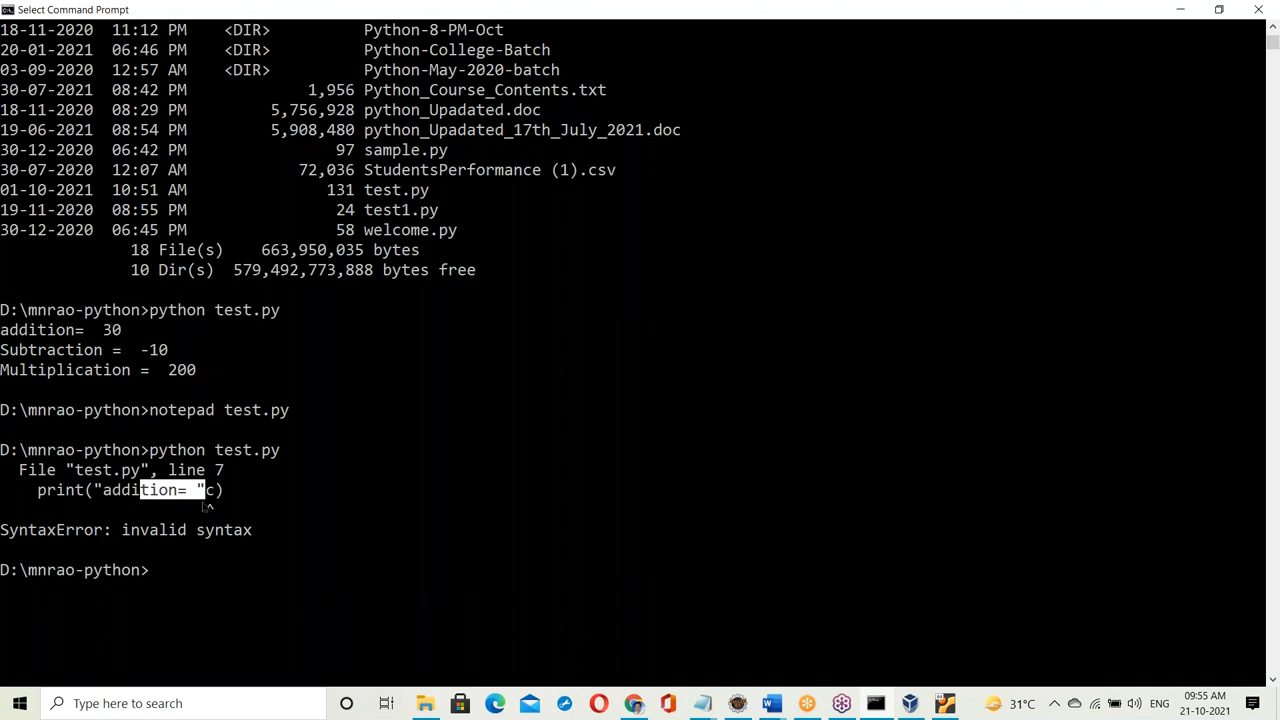 Select Command Prompt
18-11-2020  11:12 PM    <DIR>          Python-8-PM-Oct
20-01-2021  06:46 PM    <DIR>          Python-College-Batch
03-09-2020  12:57 AM    <DIR>          Python-May-2020-batch
30-07-2021  08:42 PM             1,956 Python_Course_Contents.txt
18-11-2020  08:29 PM         5,756,928 python_Upadated.doc
19-06-2021  08:54 PM         5,908,480 python_Upadated_17th_July_2021.doc
30-12-2020  06:42 PM                97 sample.py
30-07-2020  12:07 AM            72,036 StudentsPerformance (1).csv
01-10-2021  10:51 AM               131 test.py
19-11-2020  08:55 PM                24 test1.py
30-12-2020  06:45 PM                58 welcome.py
18 File(s)    663,950,035 bytes
10 Dir(s)  579,492,773,888 bytes free
D:\mnrao-python>python test.py
addition=  30
Subtraction =  -10
Multiplication =  200
D:\mnrao-python>notepad test.py
D:\mnrao-python>python test.py
File "test.py", line 7
print("addition= "c)
^
SyntaxError: invalid syntax
D:\mnrao-python>
Type here to search
31°C
ENG
09:55 AM
21-10-2021